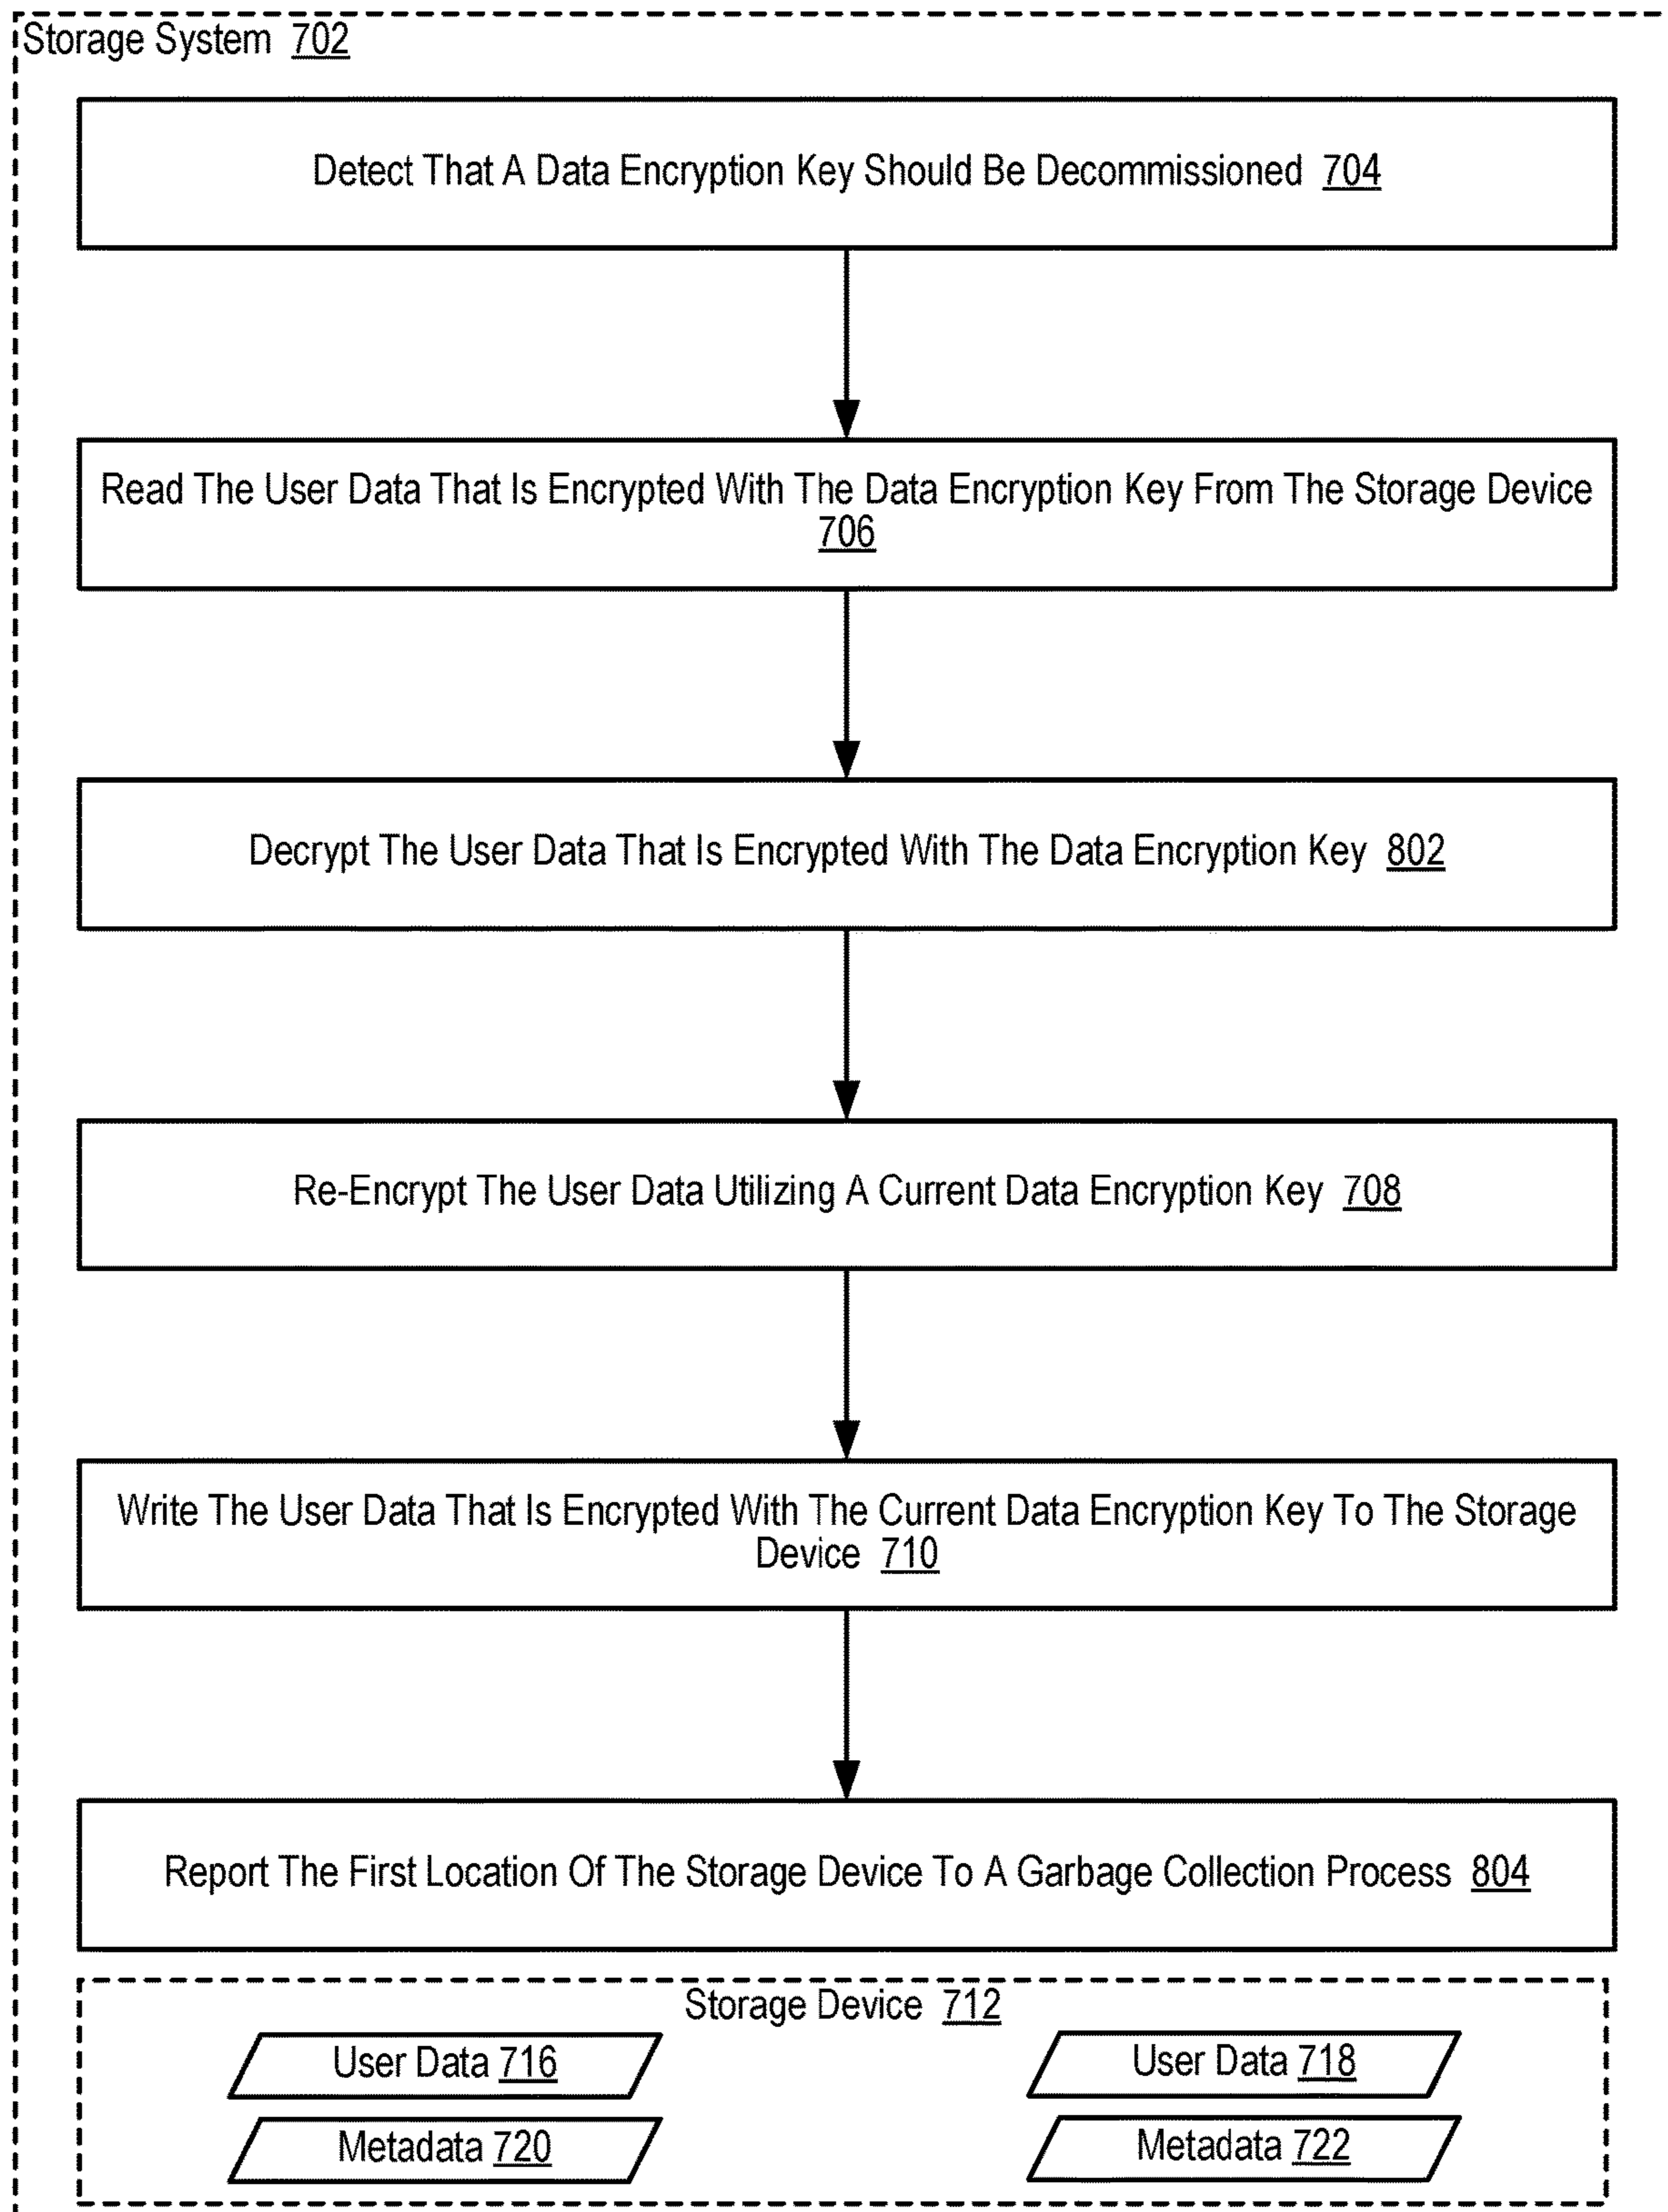 Storage System 702
Detect That A Data Encryption Key Should Be Decommissioned 704
Read The User Data That Is Encrypted With The Data Encryption Key From The Storage Device
706
Decrypt The User Data That Is Encrypted With The Data Encryption Key 802
Re-Encrypt The User Data Utilizing A Current Data Encryption Key 708
Write The User Data That Is Encrypted With The Current Data Encryption Key To The Storage
Device 710
Report The First Location Of The Storage Device To A Garbage Collection Process 804
Storage Device 712
User Data 716
User Data 718
Metadata 720
Metadata 722